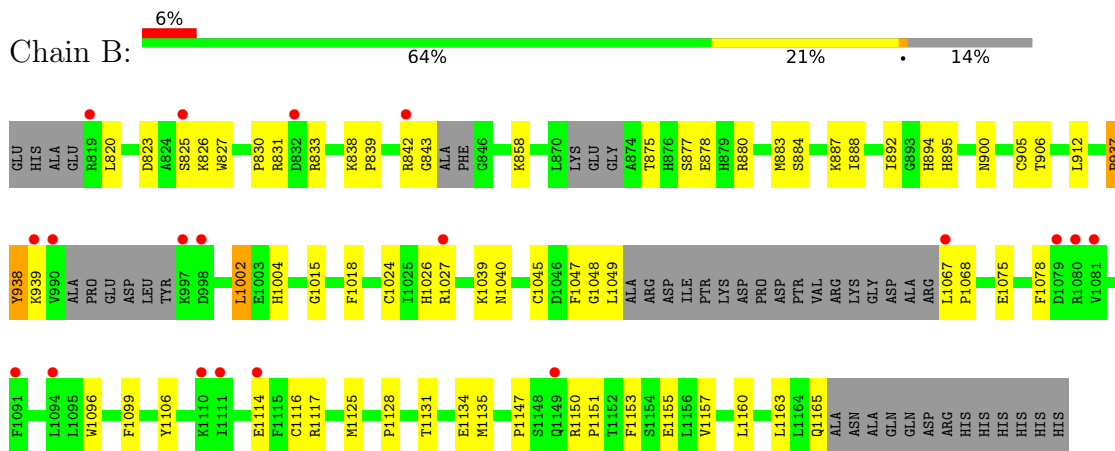 6%
Chain B:
64% 21% • 14%
GLU HIS ALA GLU R819 L820 D823 A824 S825 K826 W827 P830 R831 D832 R833 K838 P839 R842 G843 ALA PHE G846 K858 L870 LYS GLU GLY A874 T875 H876 S877 E878 H879 R880 M883 S884 K887 I888 I892 G893 H894 H895 N900 C905 T906 L912 P937
Y938 K939 V990 ALA PRO GLU ASP LEU TYR K997 D998 L1002 E1003 H1004 G1015 F1018 C1024 I1025 H1026 R1027 K1039 N1040 C1045 D1046 F1047 G1048 L1049 ALA ARG ASP ILE PTR LYS ASP PRO ASP PTR VAL ARG LYS GLY ASP ALA ARG L1067 P1068 E1075 F1078 D1079 R1080 V1081
F1091 L1094 L1095 W1096 F1099 Y1106 K1110 I1111 E1114 F1115 C1116 R1117 M1125 P1128 T1131 E1134 M1135 P1147 S1148 Q1149 R1150 P1151 T1152 F1153 S1154 E1155 L1156 V1157 L1160 L1163 L1164 Q1165 ALA ASN ALA GLN GLN ASP ARG HIS HIS HIS HIS HIS HIS